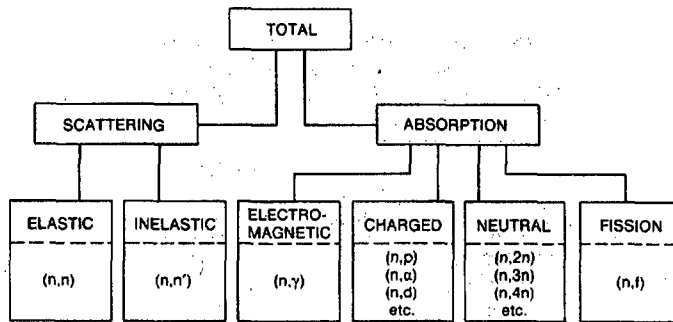 TOTAL
SCATTERING
ABSORPTION
ELASTIC
(n,n)
INELASTIC
(n,n′)
ELECTRO-
MAGNETIC
(n,γ)
CHARGED
(n,p)
(n,α)
(n,d)
etc.
NEUTRAL
(n,2n)
(n,3n)
(n,4n)
etc.
FISSION
(n,f)